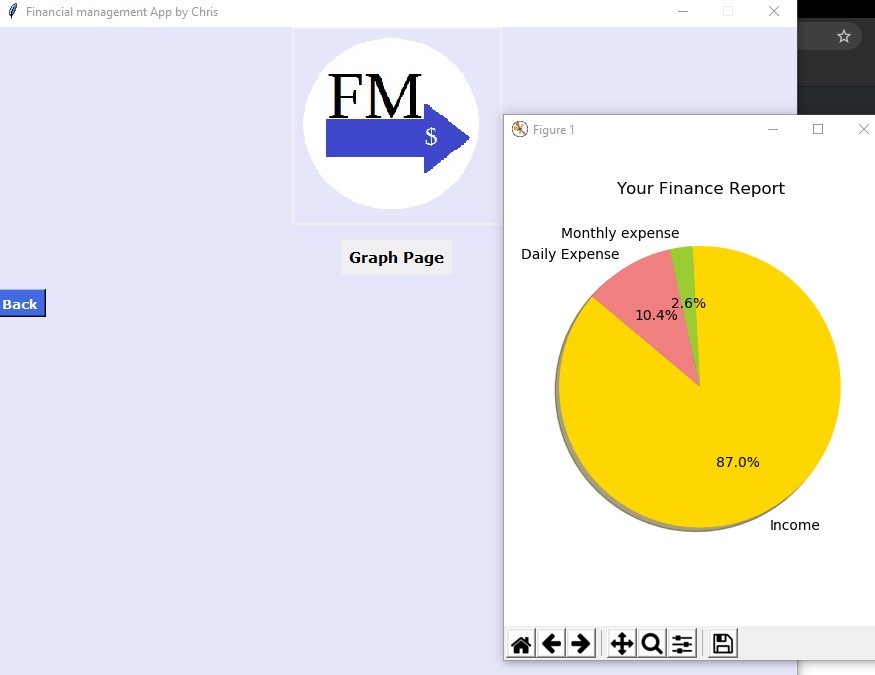 Financial management App by Chris
FM
$
Graph Page
Back
Figure 1
Your Finance Report
Monthly expense
Daily Expense
2.6%
10.4%
87.0%
Income